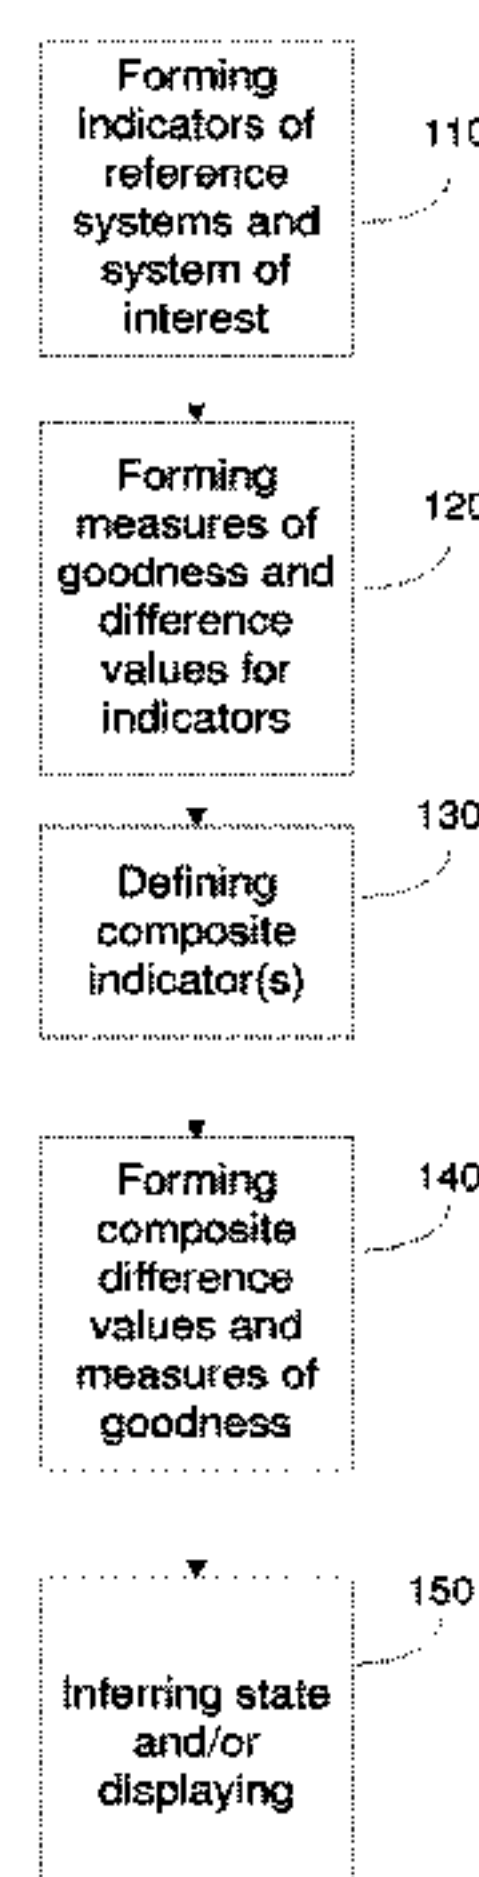 Forming
indicators of
reference
systems and
system of
interest
110
Forming
measures of
goodness and
difference
values for
indicators
120
Defining
composite
indicator(s)
130
Forming
composite
difference
values and
measures of
goodness
140
Inferring state
and/or
displaying
150